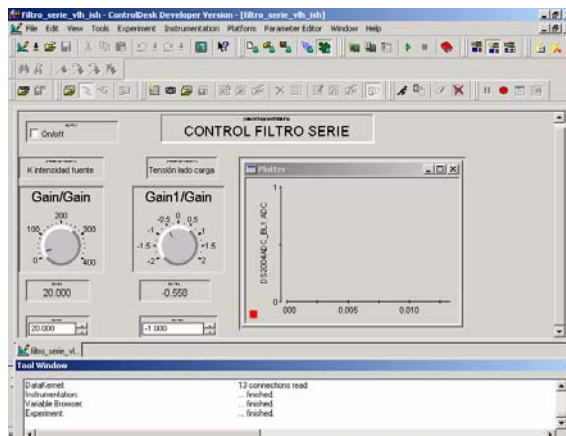 Filtro_serie_vlh_ish - ControlDesk Developer Version - [filtro_serie_vlh_ish]
File Edit View Tools Experiment Instrumentation Platform Parameter Editor Window Help
On/off
CONTROL FILTRO SERIE
K intensidad fuente
Tensión lado carga
Gain/Gain
200
100 300
0 400
20.000
20.000
Gain1/Gain
-0.5 0 0.5
-1 1
-1.5 1.5
-2 2
-0.558
-1.000
Plotter
DS2004ADC_BL1 ADC
1
0
000 0.005 0.010
filtro_serie_vl...
Tool Window
DataKernel: 13 connections read
Instrumentation: ... finished.
Variable Browser: ... finished.
Experiment: ... finished.